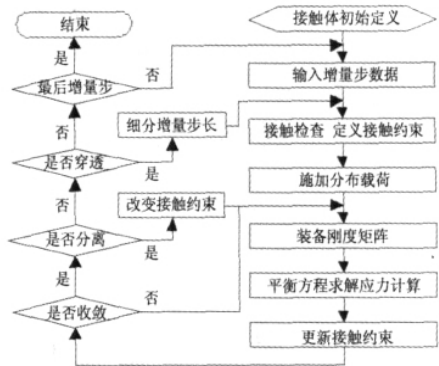 结束
接触体初始定义
是
否
最后增量步
输入增量步数据
否
细分增量步长
接触检查 定义接触约束
是否穿透
是
施加分布载荷
否
改变接触约束
是否分离
是
装备刚度矩阵
是
否
平衡方程求解应力计算
是否收敛
更新接触约束